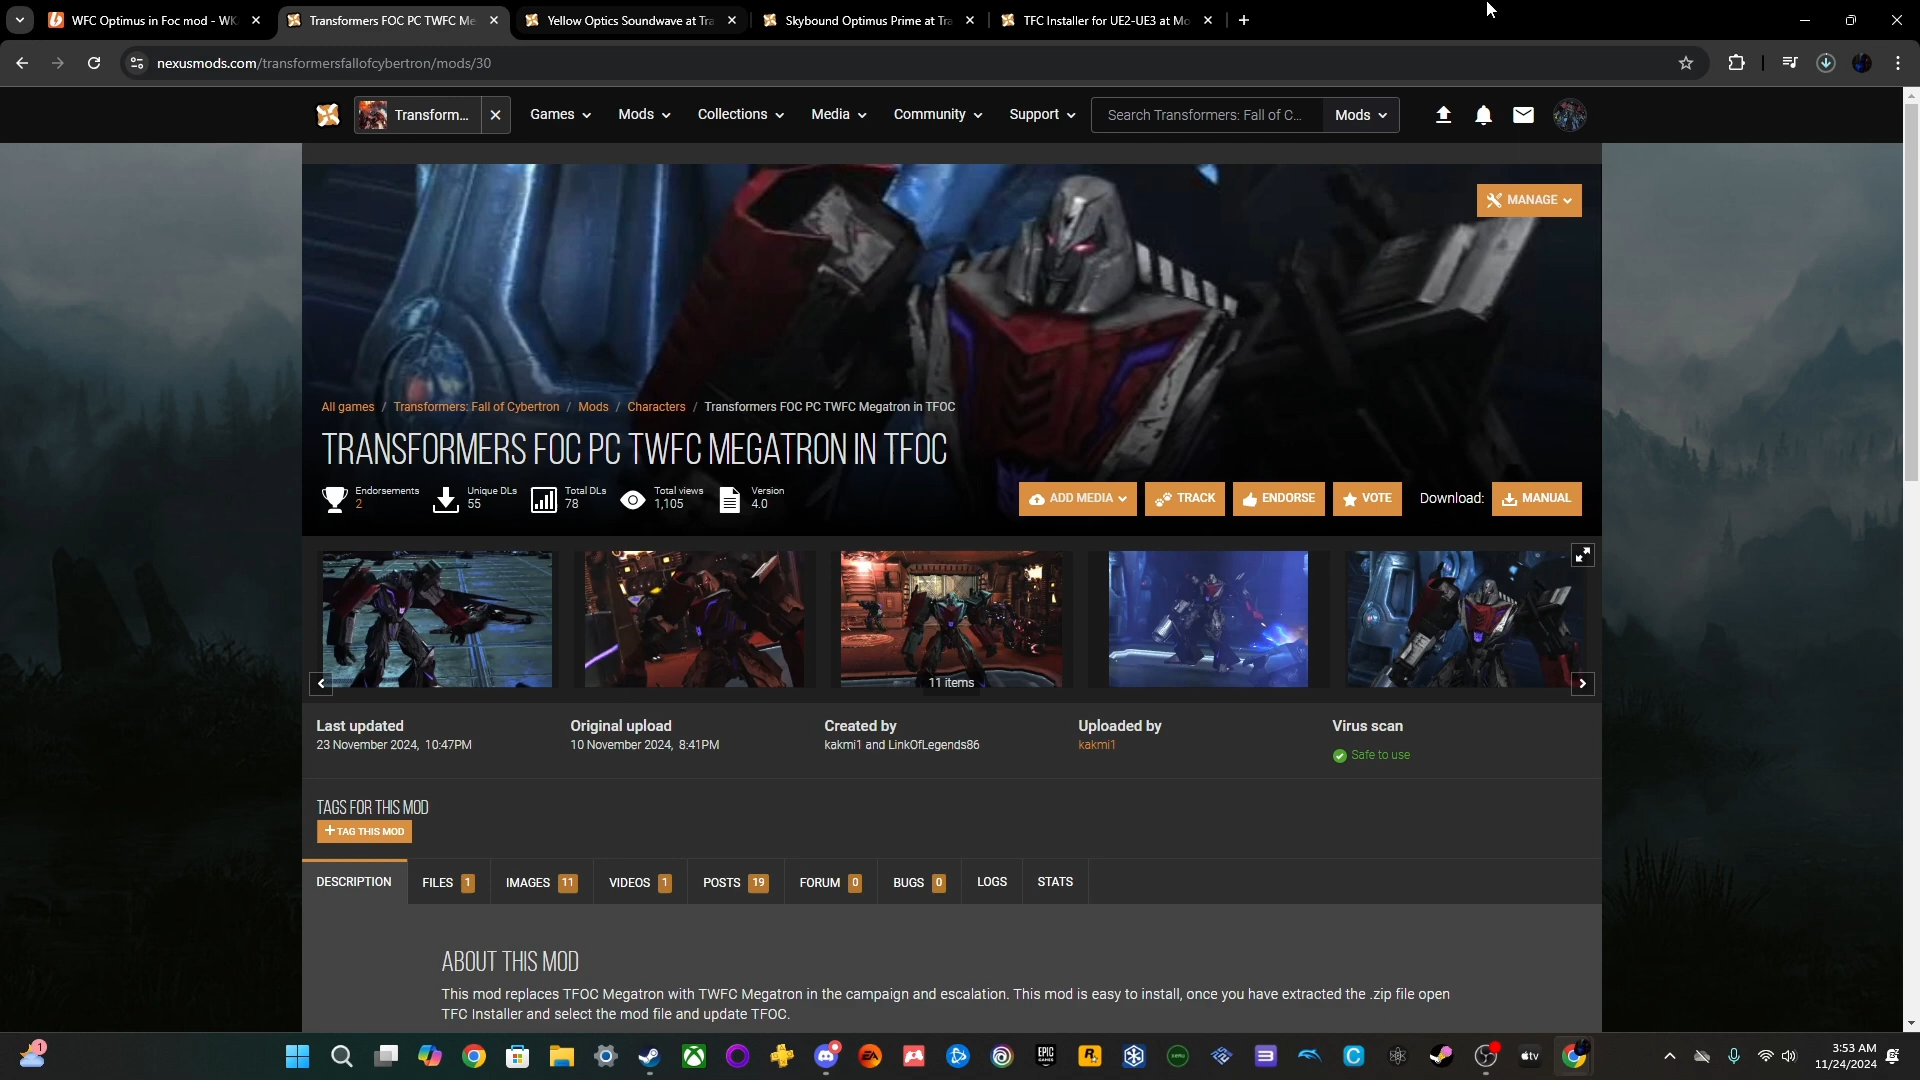 WFC Optimus in Foc mod - WK
Transformers FOC PC TWFC Me
Yellow Optics Soundwave at Tra
Skybound Optimus Prime at Tra
TFC Installer for UE2-UE3 at Mo
nexusmods.com/transformersfallofcybertron/mods/30
Transform...
Games
Mods
Collections
Media
Community
Support
Search Transformers: Fall of C...
Mods
MANAGE
All games / Transformers: Fall of Cybertron / Mods / Characters / Transformers FOC PC TWFC Megatron in TFOC
TRANSFORMERS FOC PC TWFC MEGATRON IN TFOC
Endorsements
2
Unique DLs
55
Total DLs
78
Total views
1,105
Version
4.0
ADD MEDIA
TRACK
ENDORSE
VOTE
Download:
MANUAL
11 items
Last updated
23 November 2024, 10:47PM
Original upload
10 November 2024, 8:41PM
Created by
kakmi1 and LinkOfLegends86
Uploaded by
kakmi1
Virus scan
Safe to use
TAGS FOR THIS MOD
+ TAG THIS MOD
DESCRIPTION
FILES 1
IMAGES 11
VIDEOS 1
POSTS 19
FORUM 0
BUGS 0
LOGS
STATS
ABOUT THIS MOD
This mod replaces TFOC Megatron with TWFC Megatron in the campaign and escalation. This mod is easy to install, once you have extracted the .zip file open
TFC Installer and select the mod file and update TFOC.
1
EA
EPIC
GAMES
R
C
tv
3:53 AM
11/24/2024